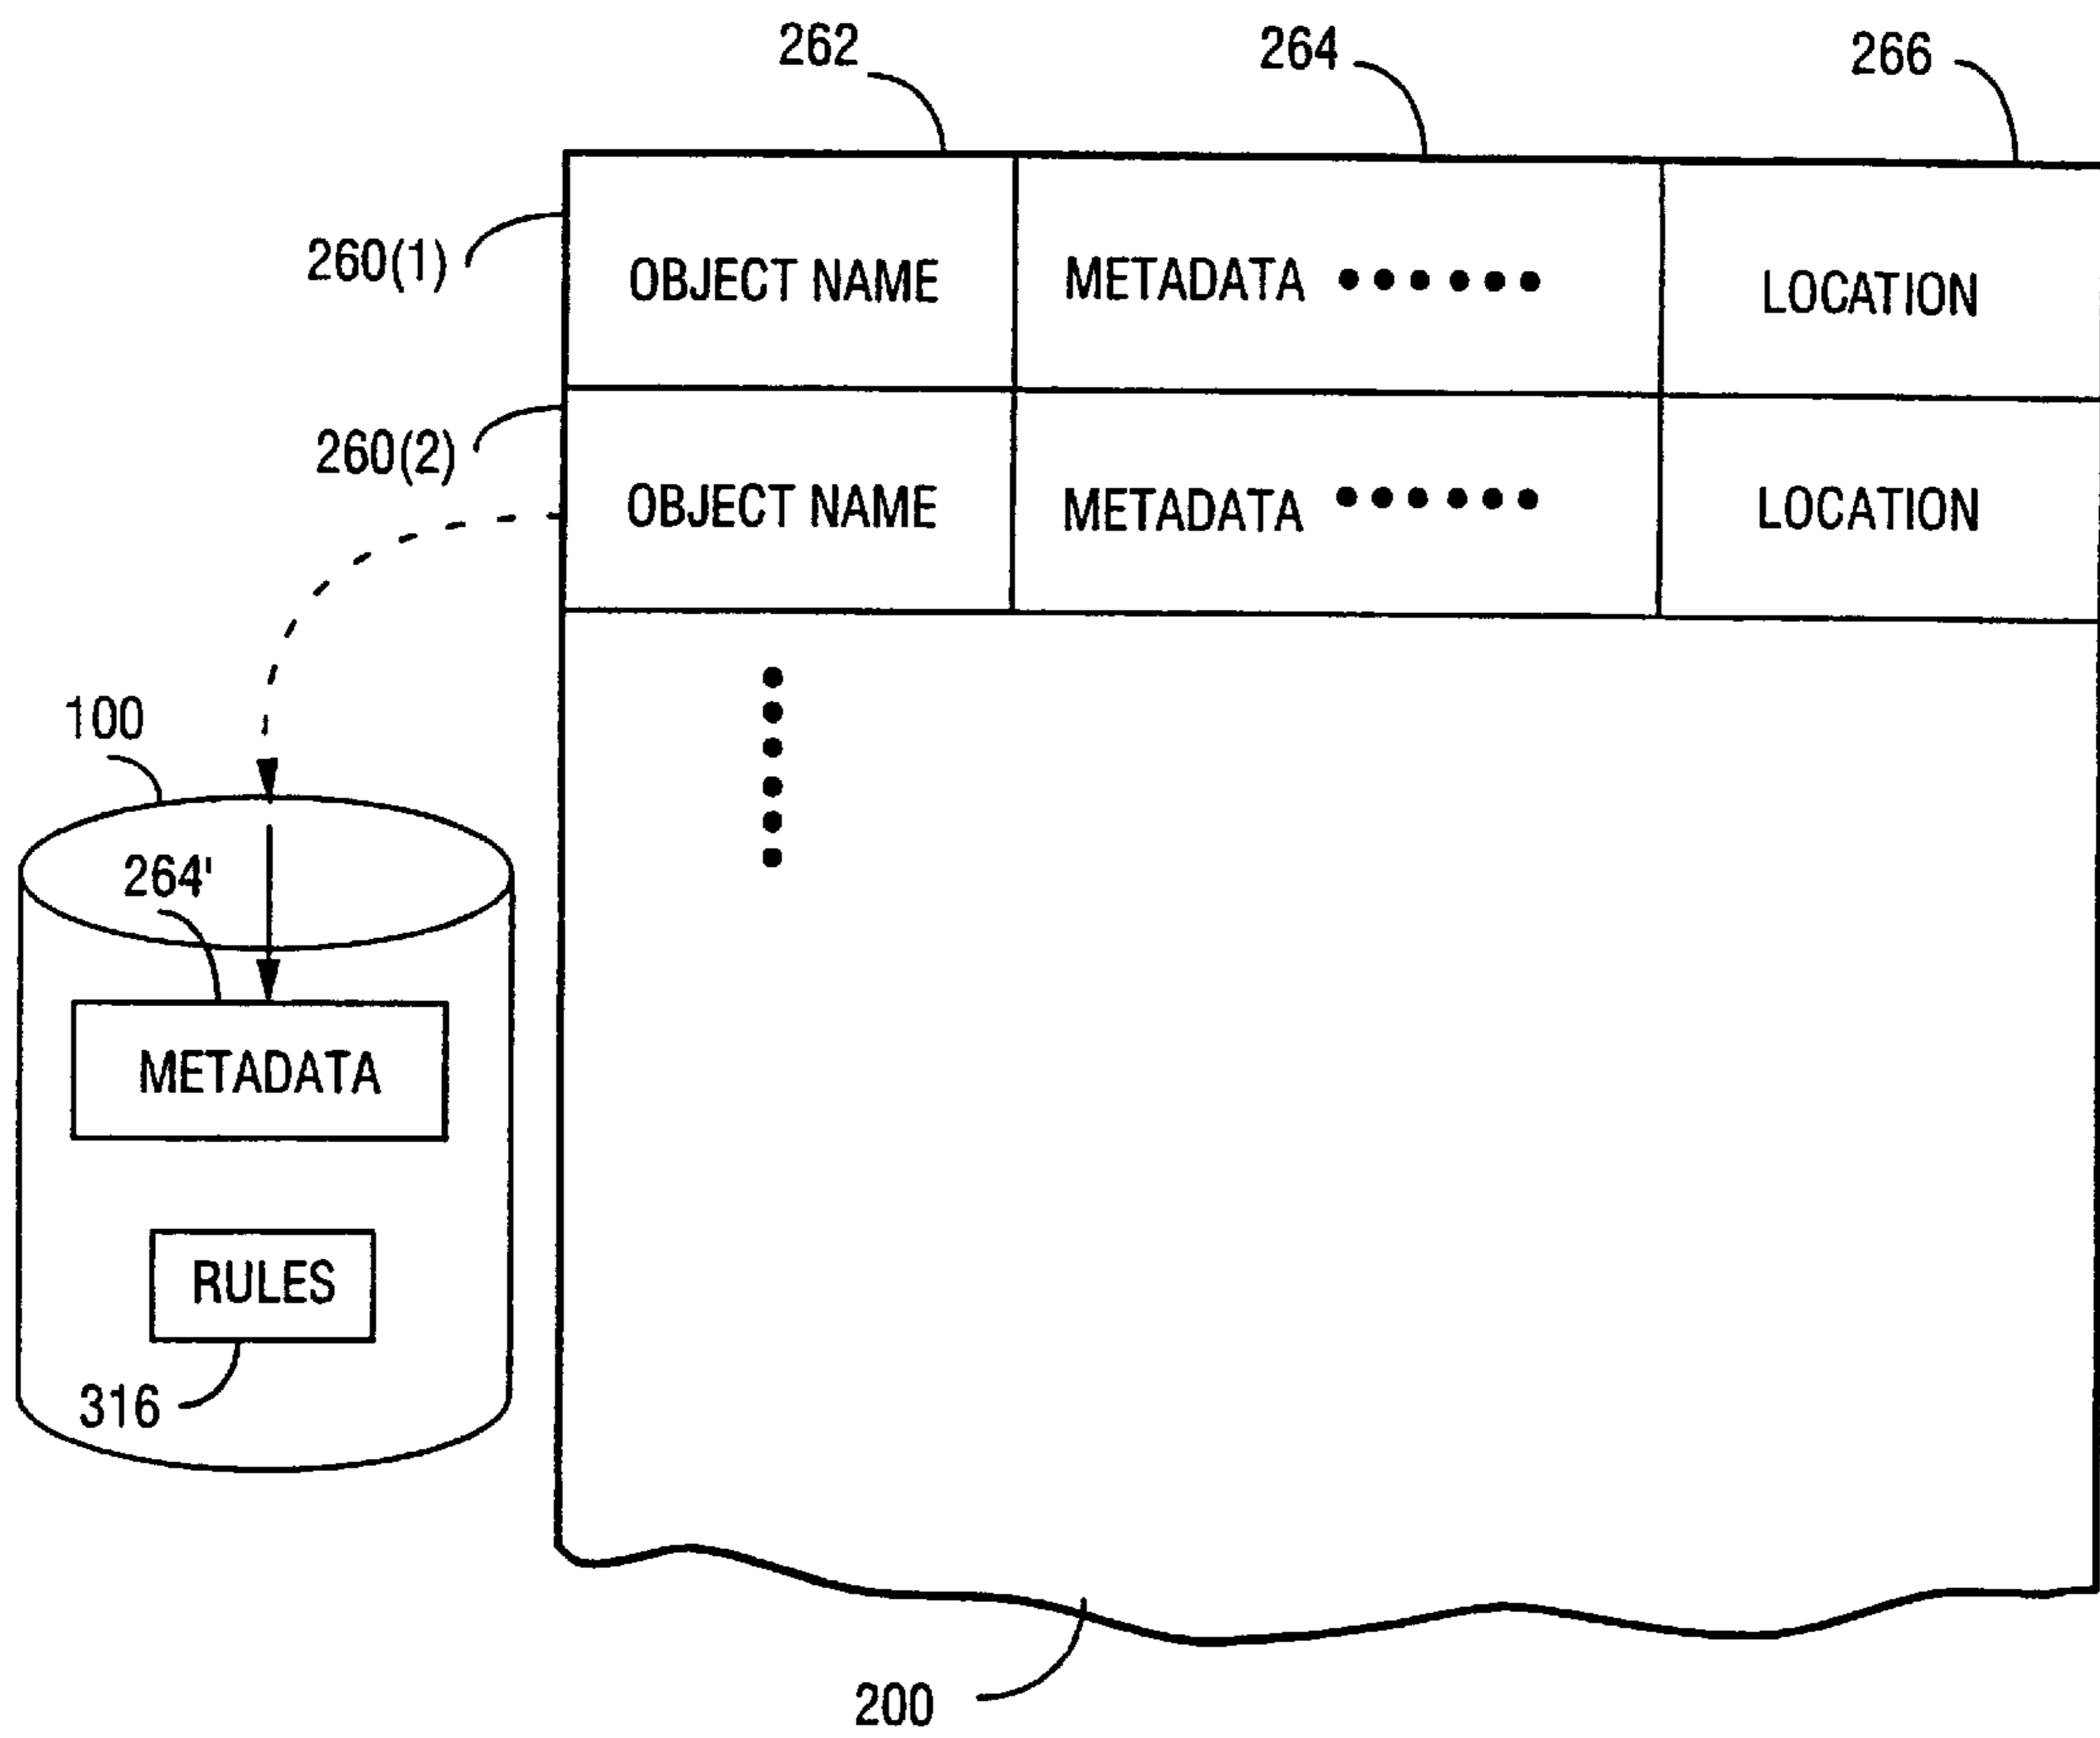 262
264
266
260(1)
OBJECT NAME
METADATA ••••••
LOCATION
260(2)
OBJECT NAME
METADATA ••••••
LOCATION
100
264'
METADATA
RULES
316
200